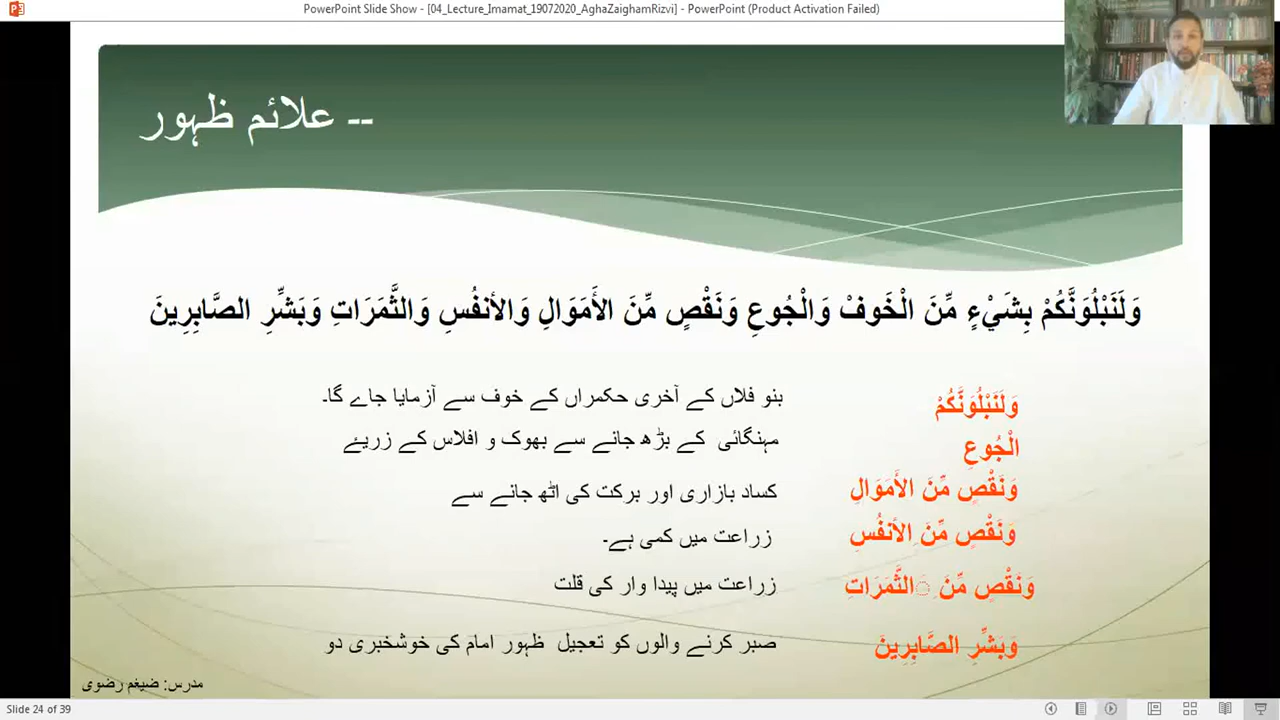 PowerPoint Slide Show - [04_Lecture_Imamat_19072020_AghaZaighamRizvi] - PowerPoint (Product Activation Failed)
-- علائم ظہور
وَلَنَبْلُوَنَّكُمْ بِشَيْءٍ مِّنَ الْخَوفْ وَالْجُوعِ وَنَقْصٍ مِّنَ الأَمَوَالِ وَالأنفُسِ وَالثَّمَرَاتِ وَبَشِّرِ الصَّابِرِينَ
وَلَنَبْلُوَنَّكُمْ بنو فلاں کے آخری حکمراں کے خوف سے آزمایا جاے گا۔
الْجُوعِ مہنگائی کے بڑھ جانے سے بھوک و افلاس کے زریئے
وَنَقْصٍ مِّنَ الأَمَوَالِ کساد بازاری اور برکت کی اٹھ جانے سے
وَنَقْصٍ مِّنَ ِالأنفُسِ زراعت میں کمی ہے۔
وَنَقْصٍ مِّنَ َِالثَّمَرَاتِ زراعت میں پیدا وار کی قلت
وَبَشِّرِ الصَّابِرِينَ صبر کرنے والوں کو تعجیل ظہور امام کی خوشخبری دو
مدرس: ضیغم رضوی
Slide 24 of 39